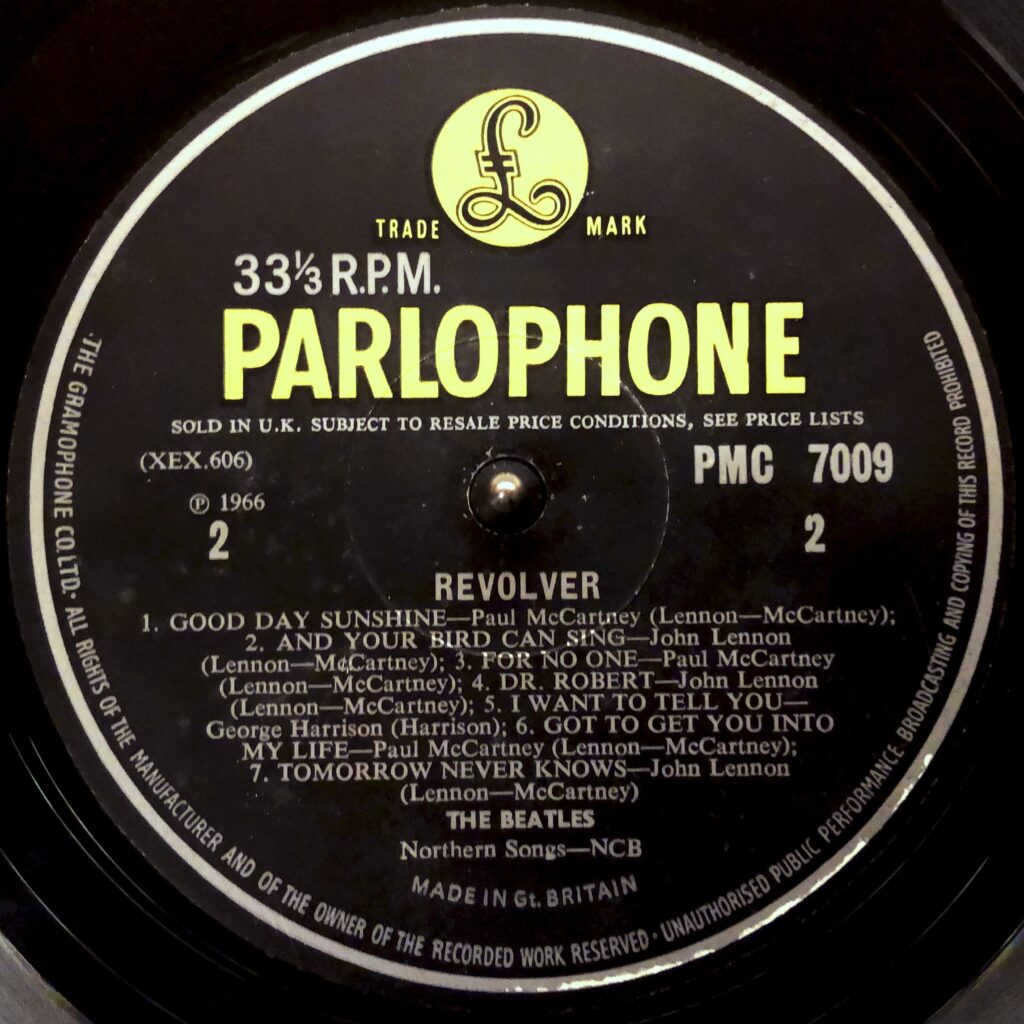 £
TRADE MARK
33⅓ R.P.M.
PARLOPHONE
SOLD IN U.K. SUBJECT TO RESALE PRICE CONDITIONS, SEE PRICE LISTS
(XEX.606)
PMC 7009
℗ 1966
2
2
REVOLVER
1. GOOD DAY SUNSHINE—Paul McCartney (Lennon—McCartney);
2. AND YOUR BIRD CAN SING—John Lennon
(Lennon—McCartney); 3. FOR NO ONE—Paul McCartney
(Lennon—McCartney); 4. DR. ROBERT—John Lennon
(Lennon—McCartney); 5. I WANT TO TELL YOU—
George Harrison (Harrison); 6. GOT TO GET YOU INTO
MY LIFE—Paul McCartney (Lennon—McCartney);
7. TOMORROW NEVER KNOWS—John Lennon
(Lennon—McCartney)
THE BEATLES
Northern Songs—NCB
MADE IN Gt. BRITAIN
·THE GRAMOPHONE CO. LTD· ALL RIGHTS OF THE MANUFACTURER AND OF THE OWNER OF THE RECORDED WORK RESERVED · UNAUTHORISED PUBLIC PERFORMANCE BROADCASTING AND COPYING OF THIS RECORD PROHIBITED